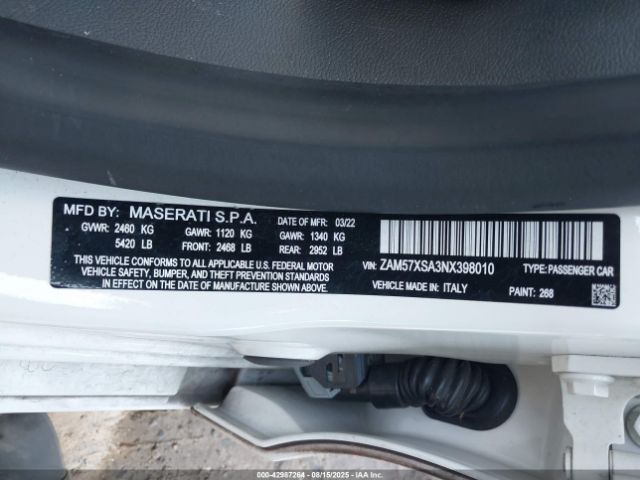 MFD BY: MASERATI S.P.A. DATE OF MFR: 03/22
GVWR: 2460 KG GAWR: 1120 KG GAWR: 1340 KG
5420 LB FRONT: 2468 LB REAR: 2952 LB
THIS VEHICLE CONFORMS TO ALL APPLICABLE U.S. FEDERAL MOTOR
VEHICLE SAFETY, BUMPER, AND THEFT PREVENTION STANDARDS
IN EFFECT ON THE DATE OF MANUFACTURE SHOWN ABOVE.
VIN: ZAM57XSA3NX398010 TYPE: PASSENGER CAR
VEHICLE MADE IN: ITALY PAINT: 268
000-42987264 - 08/15/2025 - © IAA Inc.